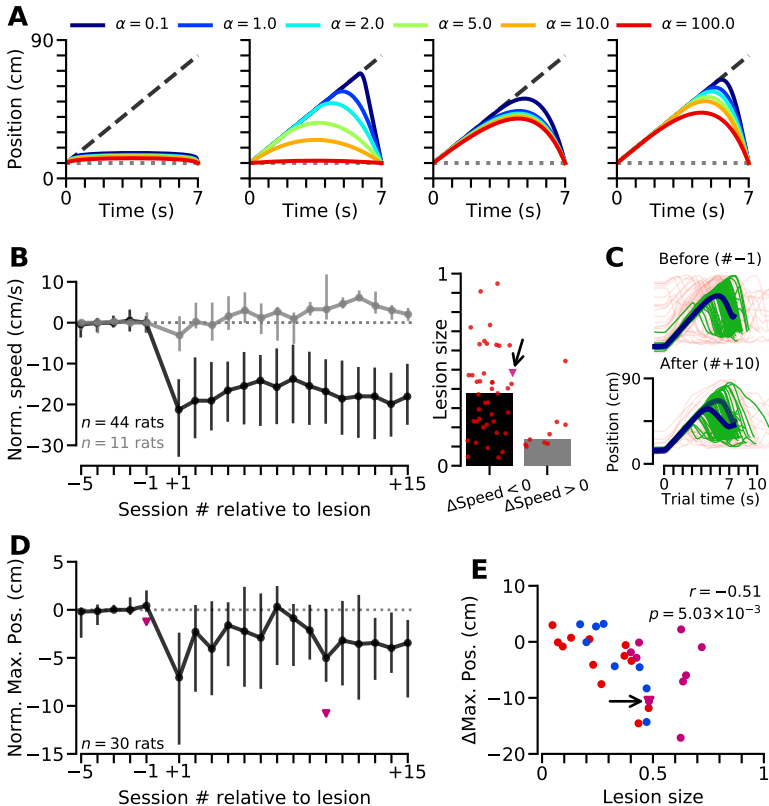 A
α = 0.1 α = 1.0 α = 2.0 α = 5.0 α = 10.0 α = 100.0
Position (cm)
90
0
0 7 0 7 0 7 0 7
Time (s) Time (s) Time (s) Time (s)
B
Norm. speed (cm/s)
10
0
−10
−20
−30
n = 44 rats
n = 11 rats
−5 −1 +1 +15
Session # relative to lesion
Lesion size
1
0
ΔSpeed < 0
ΔSpeed > 0
C
Before (#−1)
After (#+10)
Position (cm)
90
0
0 7 10
Trial time (s)
D
Norm. Max. Pos. (cm)
5
0
−5
−10
−15
n = 30 rats
−5 −1 +1 +15
Session # relative to lesion
E
ΔMax. Pos. (cm)
10
0
−10
−20
r = −0.51
p = 5.03×10⁻³
0 0.5 1
Lesion size